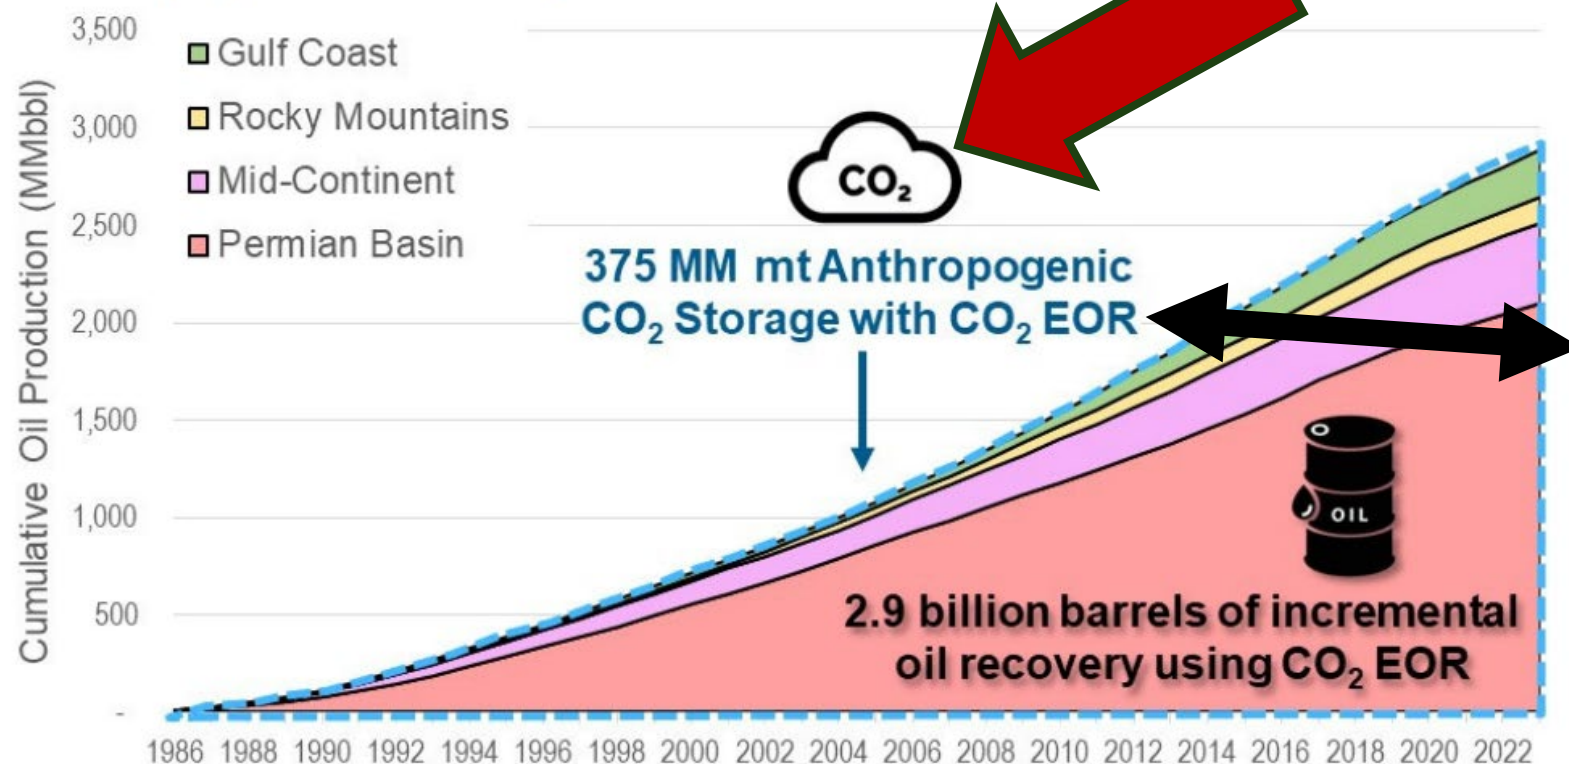 Cumulative Oil Production (MMbbl)
3,500
3,000
2,500
2,000
1,500
1,000
500
-
Gulf Coast
Rocky Mountains
Mid-Continent
Permian Basin
CO₂
375 MM mt Anthropogenic
CO₂ Storage with CO₂ EOR
OIL
2.9 billion barrels of incremental
oil recovery using CO₂ EOR
1986 1988 1990 1992 1994 1996 1998 2000 2002 2004 2006 2008 2010 2012 2014 2016 2018 2020 2022